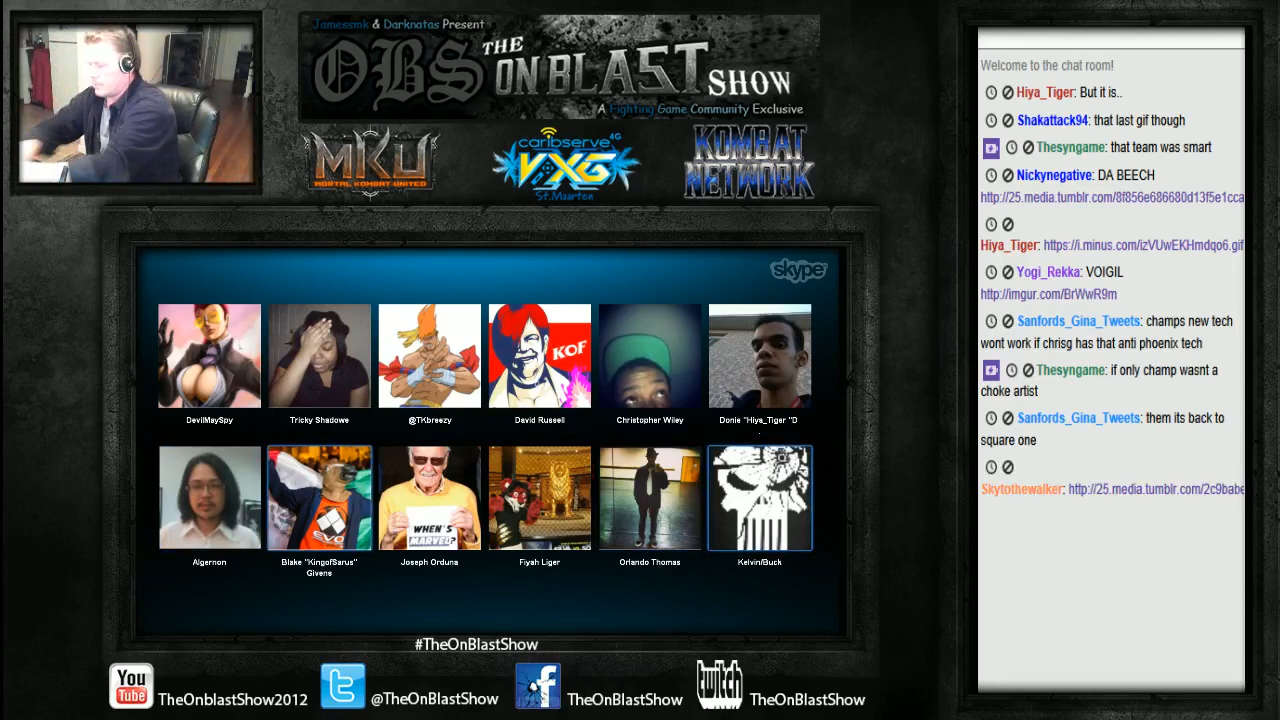 Jamessmk & Darknatas Present
OBS THE ON BLAST SHOW
A Fighting Game Community Exclusive
MKU
MORTAL KOMBAT UNITED
caribserve 4G
VXG
St.Maarten
KOMBAT
NETWORK
skype
KOF
DevilMaySpy
Tricky Shadowe
@TKbreezy
David Russell
Christopher Wiley
Donie "Hiya_Tiger "D
EVO
WHEN'S
MARVEL?
Algernon
Blake "KingofSarus"
Givens
Joseph Orduna
Fiyah Liger
Orlando Thomas
Kelvin/Buck
#TheOnBlastShow
You
Tube
TheOnblastShow2012
@TheOnBlastShow
TheOnBlastShow
twitch
TheOnBlastShow
Welcome to the chat room!
Hiya_Tiger: But it is..
Shakattack94: that last gif though
Thesyngame: that team was smart
Nickynegative: DA BEECH
http://25.media.tumblr.com/8f856e686680d13f5e1cca
Hiya_Tiger: https://i.minus.com/izVUwEKHmdqo6.gif
Yogi_Rekka: VOIGIL
http://imgur.com/BrWwR9m
Sanfords_Gina_Tweets: champs new tech
wont work if chrisg has that anti phoenix tech
Thesyngame: if only champ wasnt a
choke artist
Sanfords_Gina_Tweets: them its back to
square one
Skytothewalker: http://25.media.tumblr.com/2c9babe